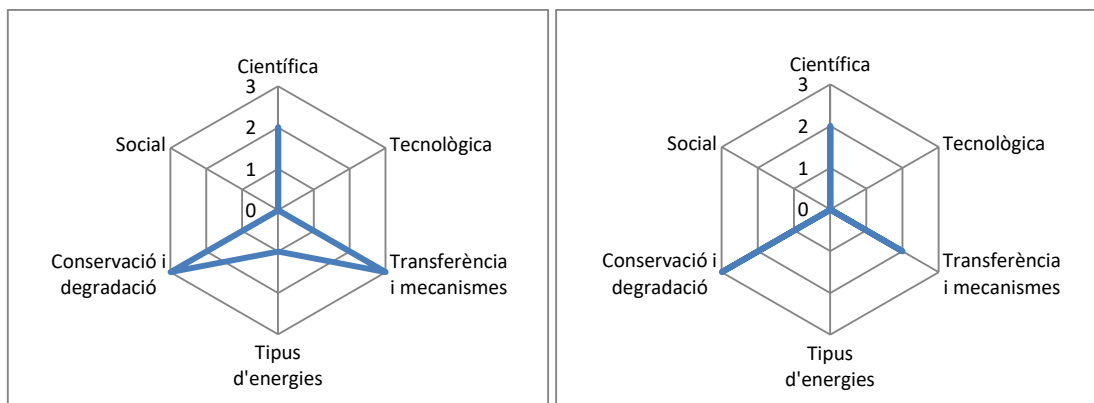 Científica
3
2
1
0
Social
Tecnològica
Conservació i
degradació
Transferència
i mecanismes
Tipus
d'energies
Científica
3
2
1
0
Social
Tecnològica
Conservació i
degradació
Transferència
i mecanismes
Tipus
d'energies